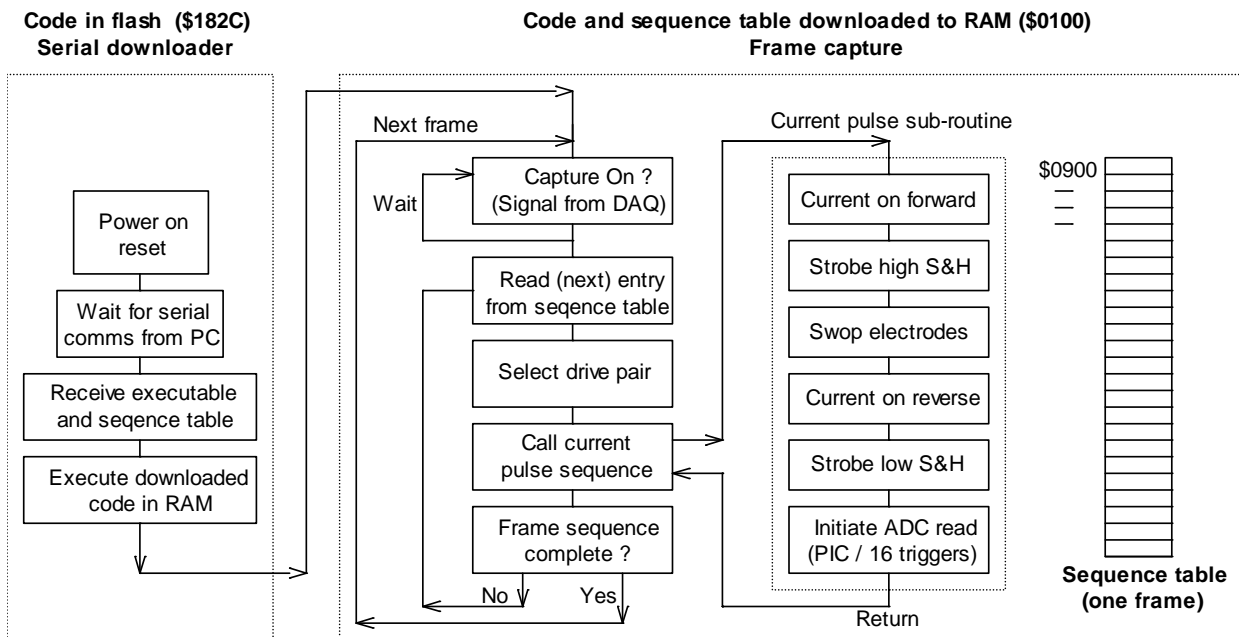 Code in flash ($182C)
Serial downloader
Power on
reset
Wait for serial
comms from PC
Receive executable
and seqence table
Execute downloaded
code in RAM
Code and sequence table downloaded to RAM ($0100)
Frame capture
Next frame
Capture On ?
(Signal from DAQ)
Wait
Read (next) entry
from seqence table
Select drive pair
Call current
pulse sequence
Frame sequence
complete ?
No
Yes
Current pulse sub-routine
Current on forward
Strobe high S&H
Swop electrodes
Current on reverse
Strobe low S&H
Initiate ADC read
(PIC / 16 triggers)
Return
$0900
Sequence table
(one frame)